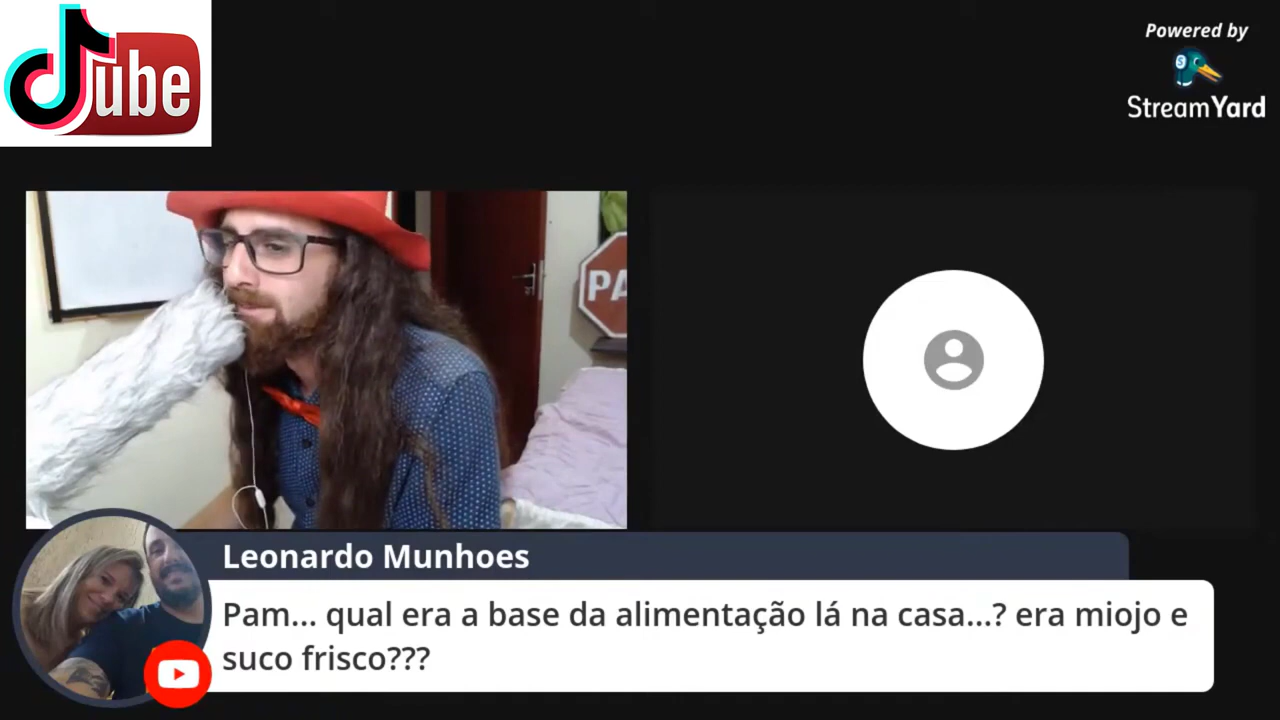 Powered by
StreamYard
Tube
PA
Leonardo Munhoes
Pam... qual era a base da alimentação lá na casa...? era miojo e
suco frisco???